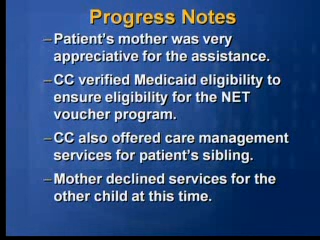 Progress Notes
–Patient's mother was very
appreciative for the assistance.
–CC verified Medicaid eligibility to
ensure eligibility for the NET
voucher program.
–CC also offered care management
services for patient's sibling.
–Mother declined services for the
other child at this time.